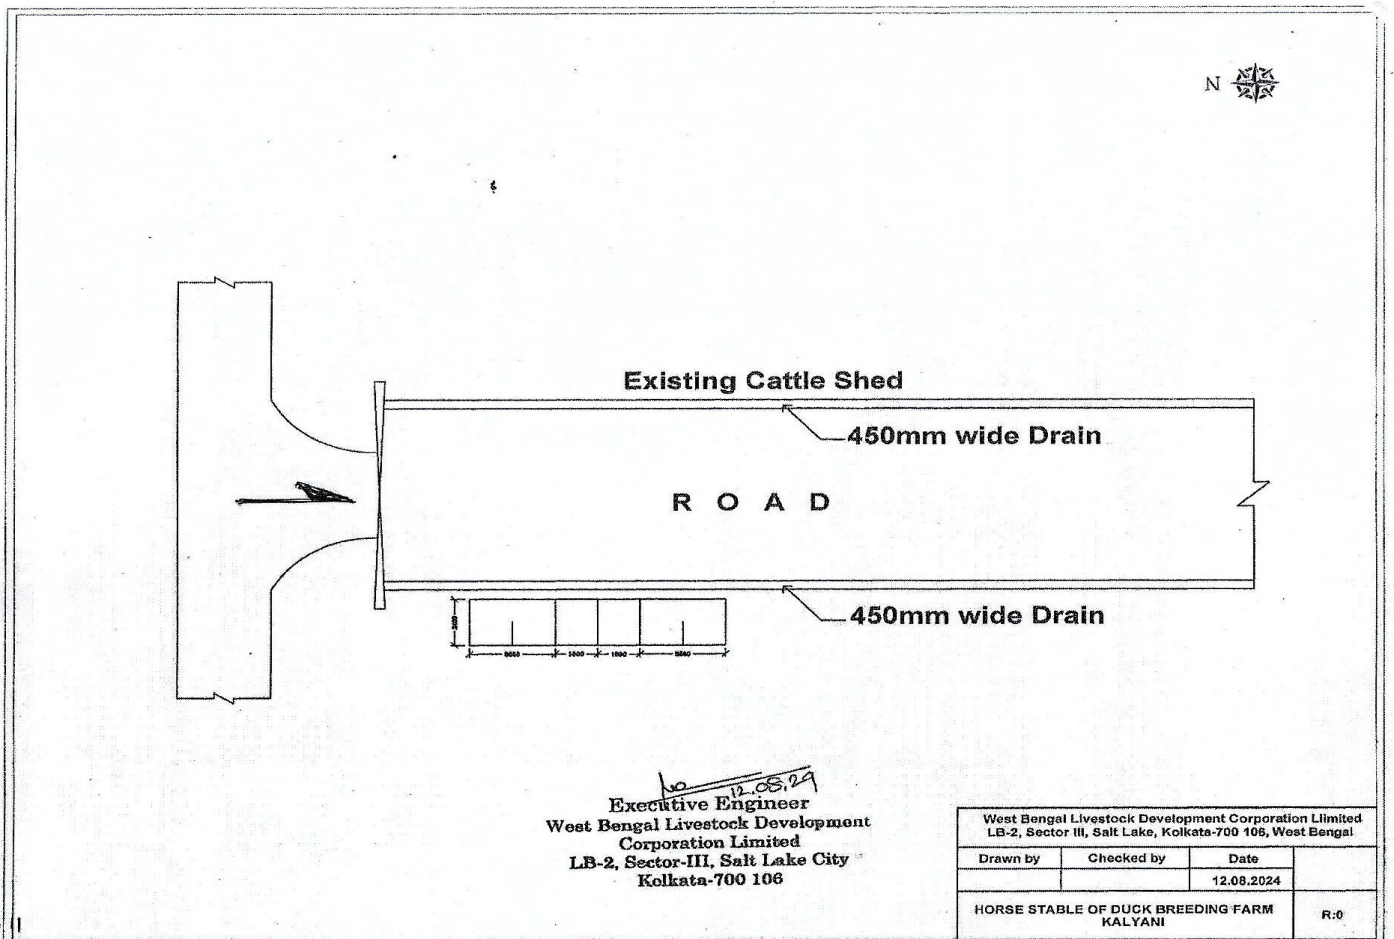 N
Existing Cattle Shed
450mm wide Drain
R O A D
450mm wide Drain
12.08.24
Executive Engineer
West Bengal Livestock Development
Corporation Limited
LB-2, Sector-III, Salt Lake City
Kolkata-700 106
West Bengal Livestock Development Corporation Llimited
LB-2, Sector III, Salt Lake, Kolkata-700 106, West Bengal
Drawn by Checked by Date
12.08.2024
HORSE STABLE OF DUCK BREEDING FARM
KALYANI
R:0